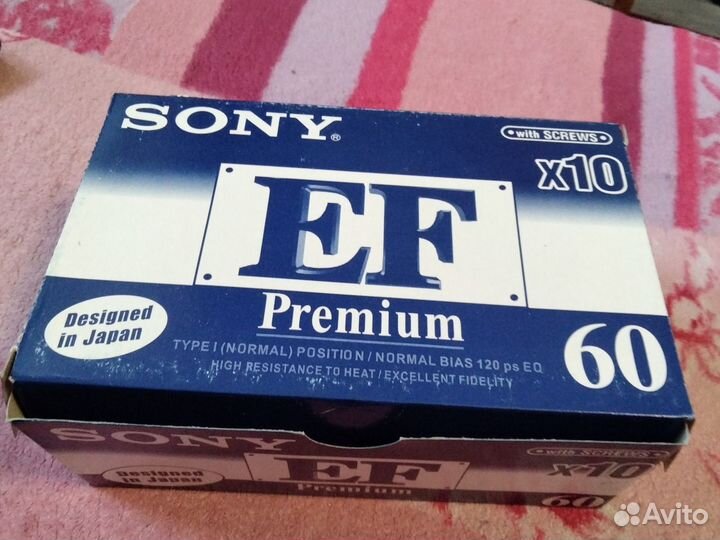 SONY®
• with SCREWS •
x10
EF
Premium
Designed
in Japan
TYPE I (NORMAL) POSITION / NORMAL BIAS 120 ps EQ
HIGH RESISTANCE TO HEAT / EXCELLENT FIDELITY
60
SONY
• with SCREWS •
x10
EF
Designed
in Japan
Premium
60
Avito